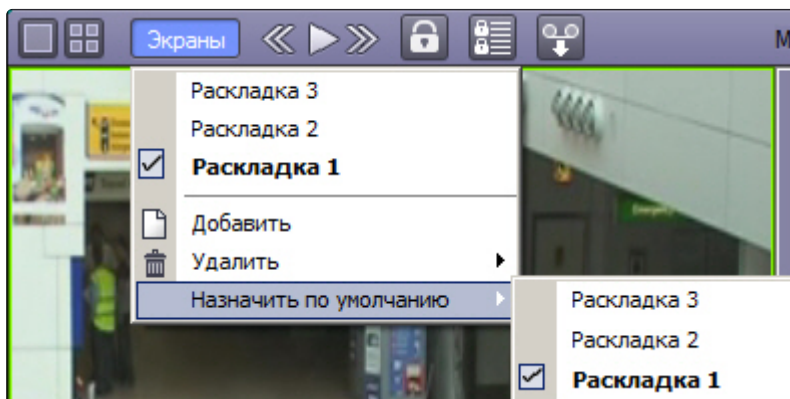 Экраны
М
Раскладка 3
Раскладка 2
Раскладка 1
Добавить
Удалить
Назначить по умолчанию
Раскладка 3
Раскладка 2
Раскладка 1